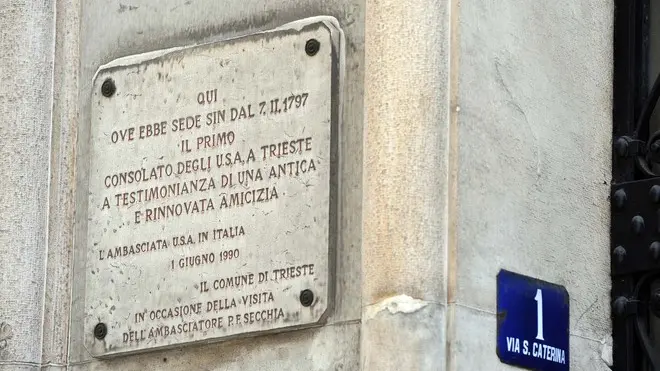 QUI
OVE EBBE SEDE SIN DAL 7.II.1797
IL PRIMO
CONSOLATO DEGLI U.S.A. A TRIESTE
A TESTIMONIANZA DI UNA ANTICA
E RINNOVATA AMICIZIA
L'AMBASCIATA U.S.A. IN ITALIA
1 GIUGNO 1990
IL COMUNE DI TRIESTE
IN OCCASIONE DELLA VISITA
DELL'AMBASCIATORE P.F. SECCHIA
1
VIA S. CATERINA